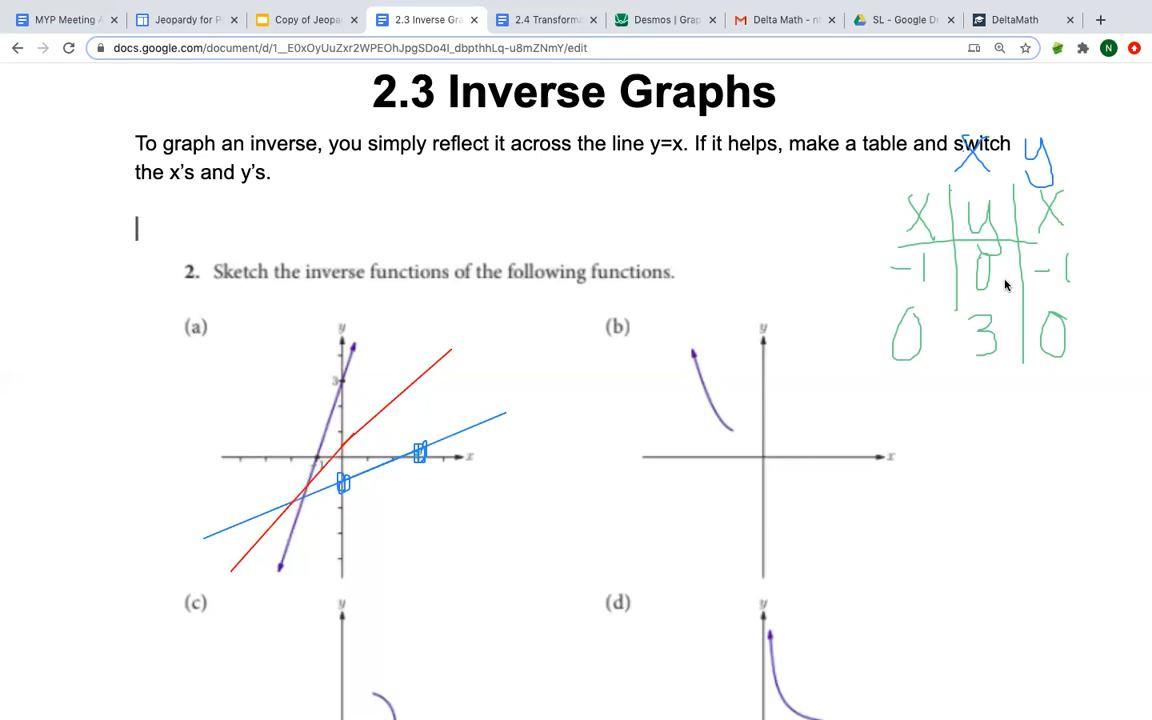 MYP Meeting A
Jeopardy for P
Copy of Jeopa
2.3 Inverse Gra
2.4 Transform
Desmos | Grap
Delta Math - n
SL - Google D
DeltaMath
docs.google.com/document/d/1__E0xOyUuZxr2WPEOhJpgSDo4I_dbpthhLq-u8mZNmY/edit
N
2.3 Inverse Graphs
To graph an inverse, you simply reflect it across the line y=x. If it helps, make a table and switch
the x's and y's.
x y
x y x
-1 0 -1
0 3 0
2. Sketch the inverse functions of the following functions.
(a) (b)
y y
3
-1
x x
(c) (d)
y y